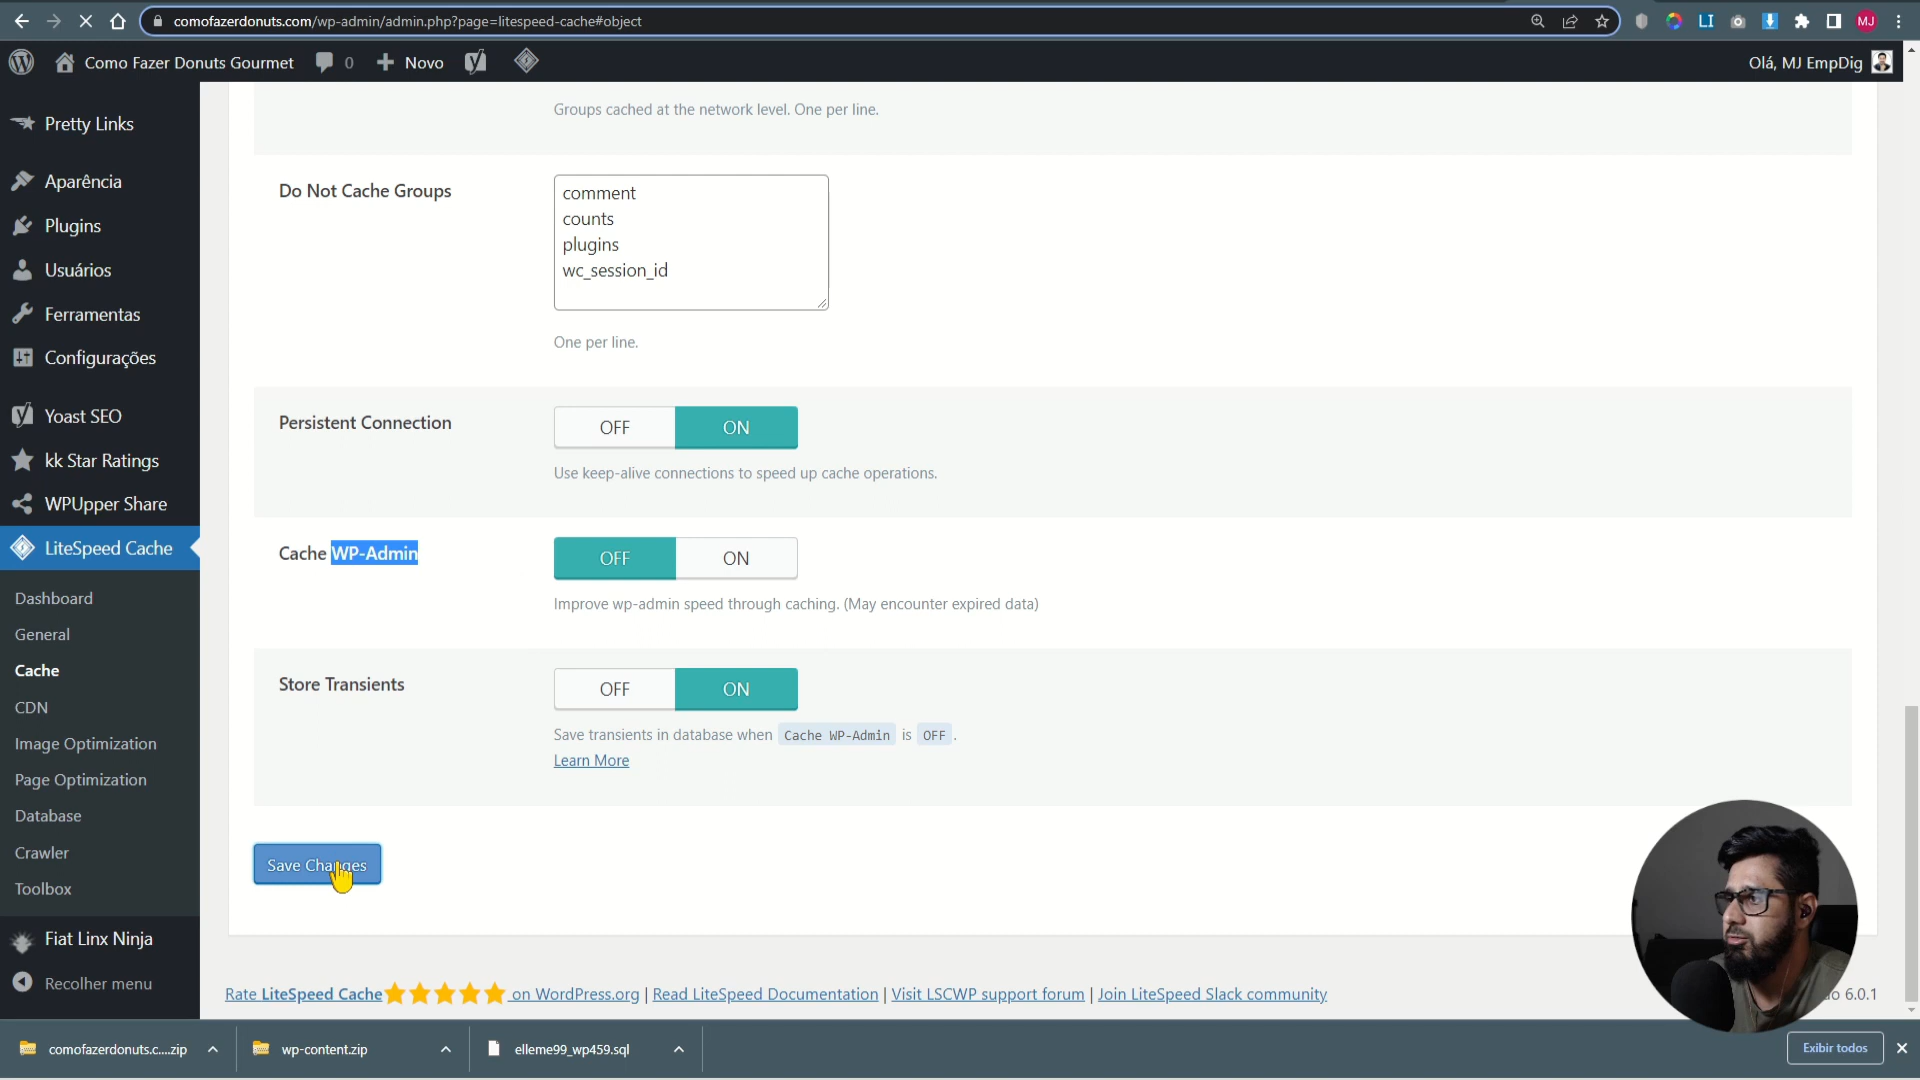 comofazerdonuts.com/wp-admin/admin.php?page=litespeed-cache#object
LI
MJ
Como Fazer Donuts Gourmet
0
Novo
Olá, MJ EmpDig
Pretty Links
Aparência
Plugins
Usuários
Ferramentas
Configurações
Yoast SEO
kk Star Ratings
WPUpper Share
LiteSpeed Cache
Dashboard
General
Cache
CDN
Image Optimization
Page Optimization
Database
Crawler
Toolbox
Fiat Linx Ninja
Recolher menu
Groups cached at the network level. One per line.
Do Not Cache Groups
comment
counts
plugins
wc_session_id
One per line.
Persistent Connection
OFF ON
Use keep-alive connections to speed up cache operations.
Cache WP-Admin
OFF ON
Improve wp-admin speed through caching. (May encounter expired data)
Store Transients
OFF ON
Save transients in database when Cache WP-Admin is OFF .
Learn More
Save Changes
Rate LiteSpeed Cache on WordPress.org | Read LiteSpeed Documentation | Visit LSCWP support forum | Join LiteSpeed Slack community
6.0.1
comofazerdonuts.c....zip
wp-content.zip
elleme99_wp459.sql
Exibir todos